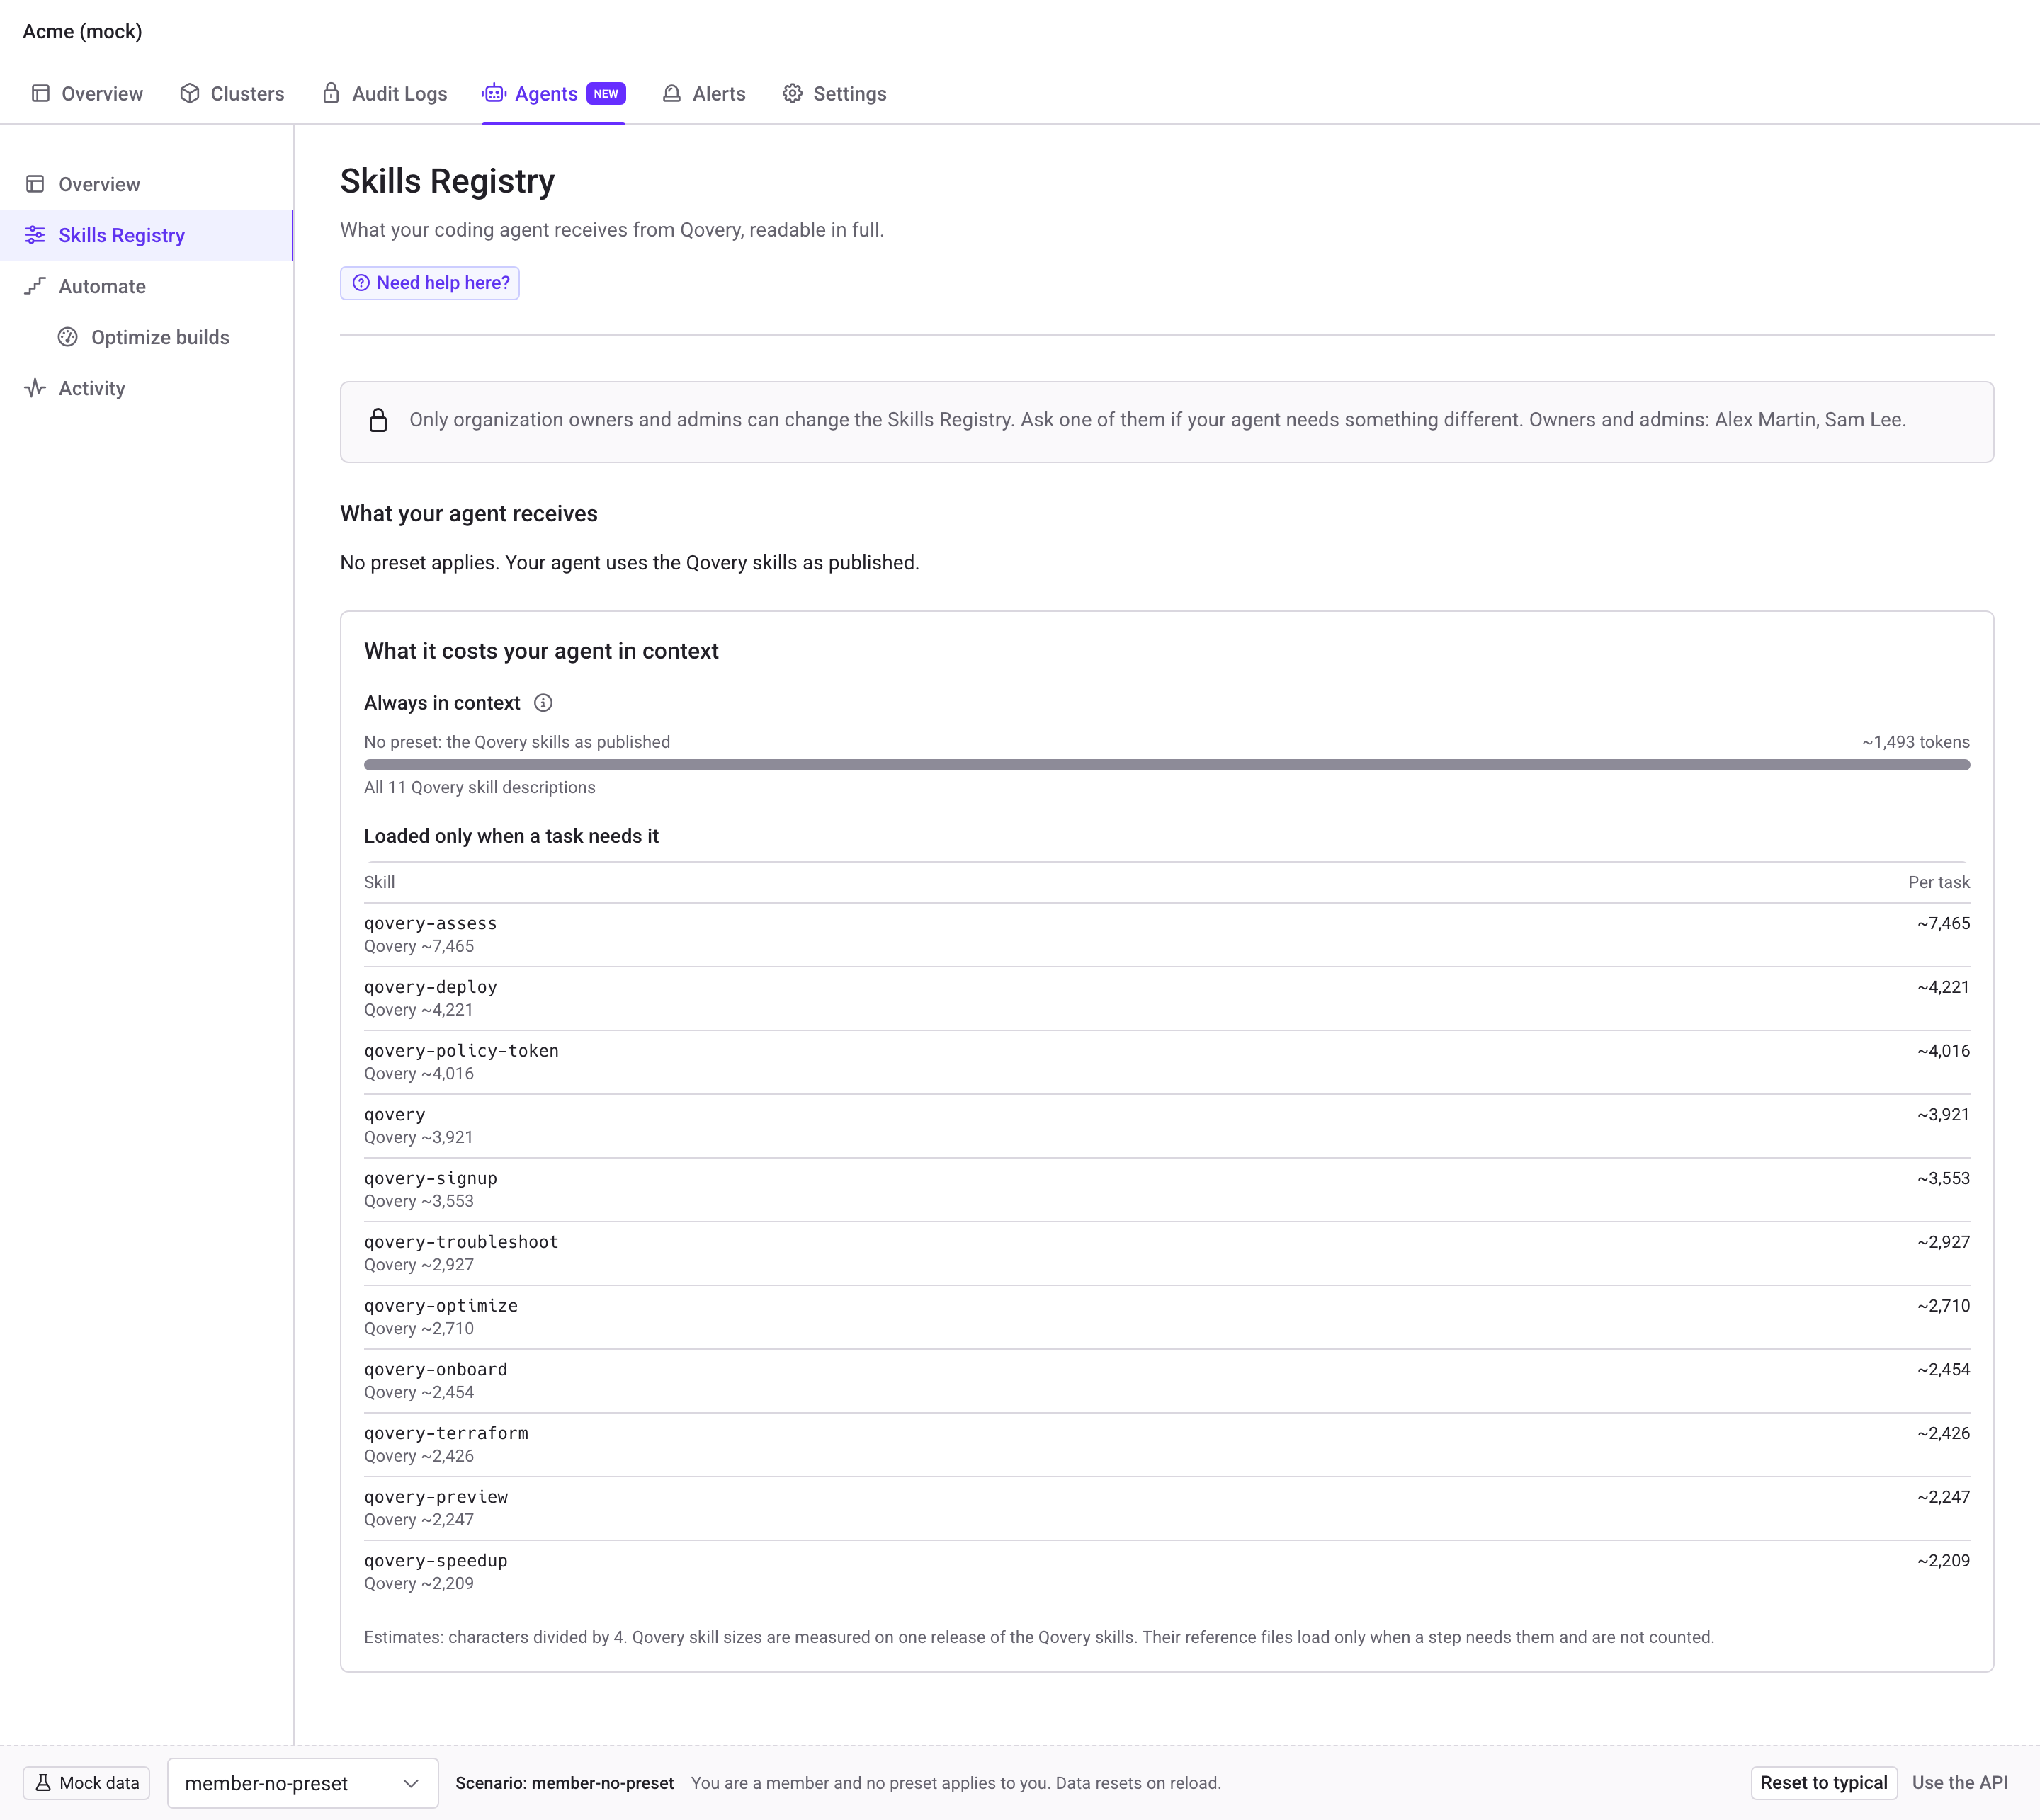 Acme (mock)
Overview
Clusters
Audit Logs
Agents NEW
Alerts
Settings
Overview
Skills Registry
Automate
Optimize builds
Activity
Skills Registry
What your coding agent receives from Qovery, readable in full.
Need help here?
Only organization owners and admins can change the Skills Registry. Ask one of them if your agent needs something different. Owners and admins: Alex Martin, Sam Lee.
What your agent receives
No preset applies. Your agent uses the Qovery skills as published.
What it costs your agent in context
Always in context
No preset: the Qovery skills as published ~1,493 tokens
All 11 Qovery skill descriptions
Loaded only when a task needs it
Skill Per task
qovery-assess ~7,465
Qovery ~7,465
qovery-deploy ~4,221
Qovery ~4,221
qovery-policy-token ~4,016
Qovery ~4,016
qovery ~3,921
Qovery ~3,921
qovery-signup ~3,553
Qovery ~3,553
qovery-troubleshoot ~2,927
Qovery ~2,927
qovery-optimize ~2,710
Qovery ~2,710
qovery-onboard ~2,454
Qovery ~2,454
qovery-terraform ~2,426
Qovery ~2,426
qovery-preview ~2,247
Qovery ~2,247
qovery-speedup ~2,209
Qovery ~2,209
Estimates: characters divided by 4. Qovery skill sizes are measured on one release of the Qovery skills. Their reference files load only when a step needs them and are not counted.
Mock data
member-no-preset
Scenario: member-no-preset You are a member and no preset applies to you. Data resets on reload.
Reset to typical
Use the API